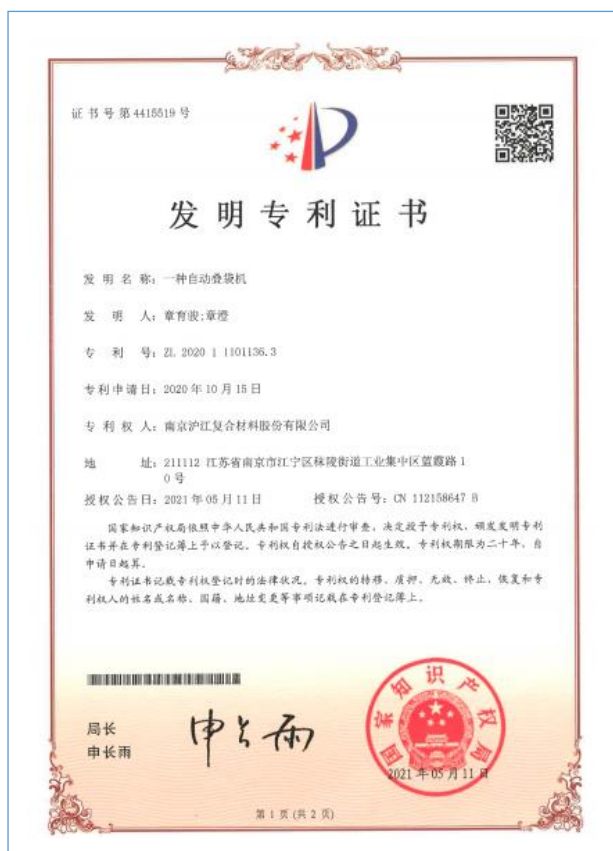 证书号第4415519号
发明专利证书
发明名称：一种自动叠袋机
发明人：章育骏;章澄
专利号：ZL 2020 1 1101136.3
专利申请日：2020年10月15日
专利权人：南京沪江复合材料股份有限公司
地址：211112 江苏省南京市江宁区秣陵街道工业集中区蓝霞路1
0号
授权公告日：2021年05月11日 授权公告号：CN 112158647 B
国家知识产权局依照中华人民共和国专利法进行审查，决定授予专利权，颁发发明专利
证书并在专利登记簿上予以登记。专利权自授权公告之日起生效。专利权期限为二十年，自
申请日起算。
专利证书记载专利权登记时的法律状况。专利权的转移、质押、无效、终止、恢复和专
利权人的姓名或名称、国籍、地址变更等事项记载在专利登记簿上。
局长
申长雨
申长雨
国家知识产权局
2021年05月11日
第1页(共2页)